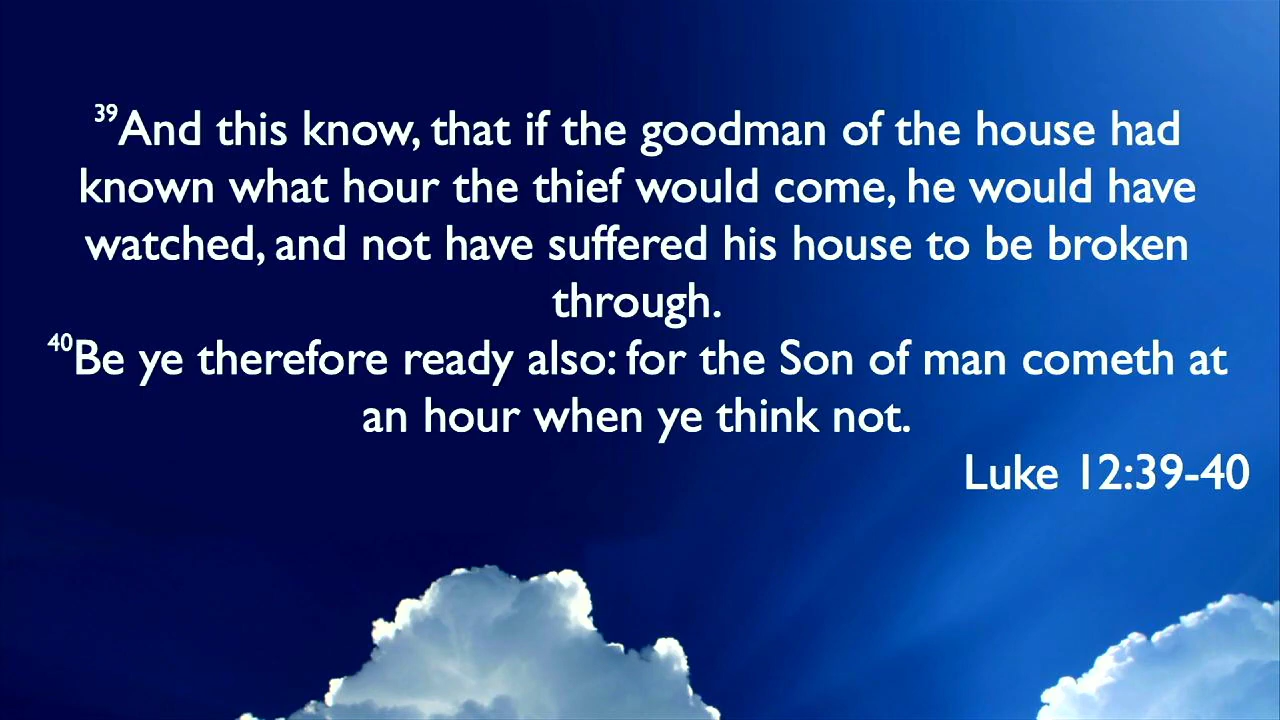 39And this know, that if the goodman of the house had
known what hour the thief would come, he would have
watched, and not have suffered his house to be broken
through.
40Be ye therefore ready also: for the Son of man cometh at
an hour when ye think not.
Luke 12:39-40